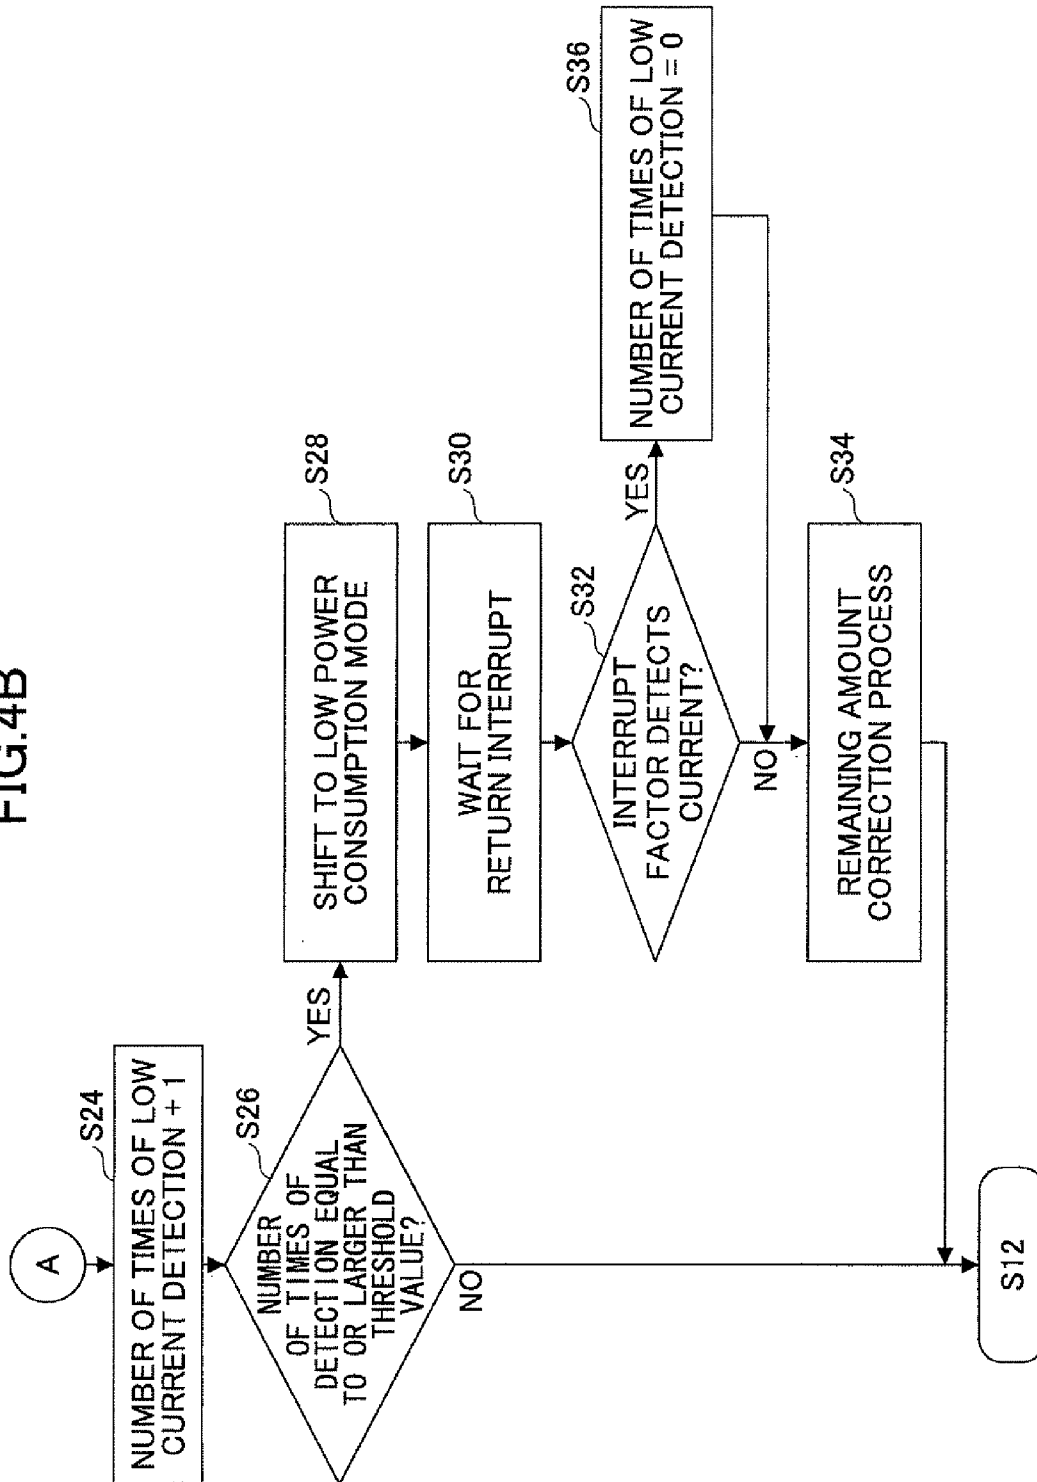 FIG.4B
A
S24
NUMBER OF TIMES OF LOW
CURRENT DETECTION + 1
S26
NUMBER
OF TIMES OF
DETECTION EQUAL
TO OR LARGER THAN
THRESHOLD
VALUE?
YES
NO
S28
SHIFT TO LOW POWER
CONSUMPTION MODE
S30
WAIT FOR
RETURN INTERRUPT
S32
INTERRUPT
FACTOR DETECTS
CURRENT?
YES
NO
S36
NUMBER OF TIMES OF LOW
CURRENT DETECTION = 0
S34
REMAINING AMOUNT
CORRECTION PROCESS
S12